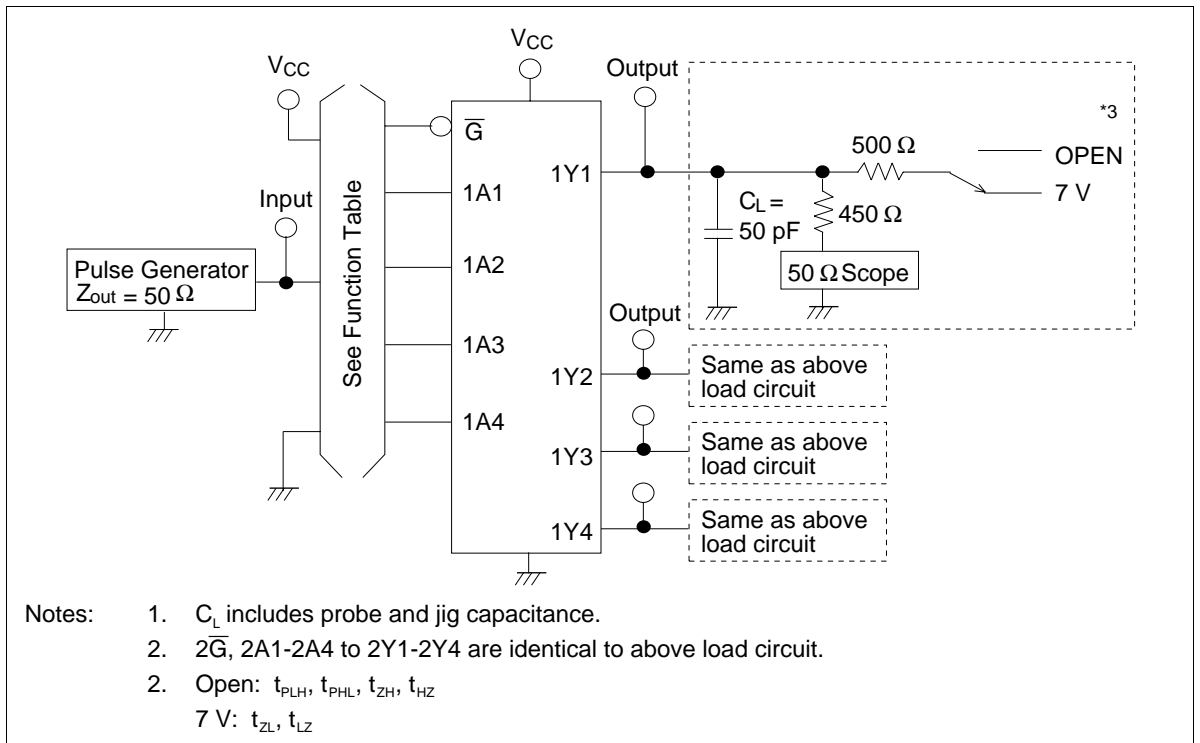 VCC
VCC
Output
*3
G
500 Ω
OPEN
1Y1
7 V
1A1
CL =
50 pF
450 Ω
Input
Pulse Generator
Zout = 50 Ω
See Function Table
1A2
50 Ω Scope
Output
1A3
1Y2
Same as above
load circuit
1A4
1Y3
Same as above
load circuit
1Y4
Same as above
load circuit
Notes: 1. CL includes probe and jig capacitance.
2. 2G̅, 2A1-2A4 to 2Y1-2Y4 are identical to above load circuit.
2. Open: tPLH, tPHL, tZH, tHZ
7 V: tZL, tLZ